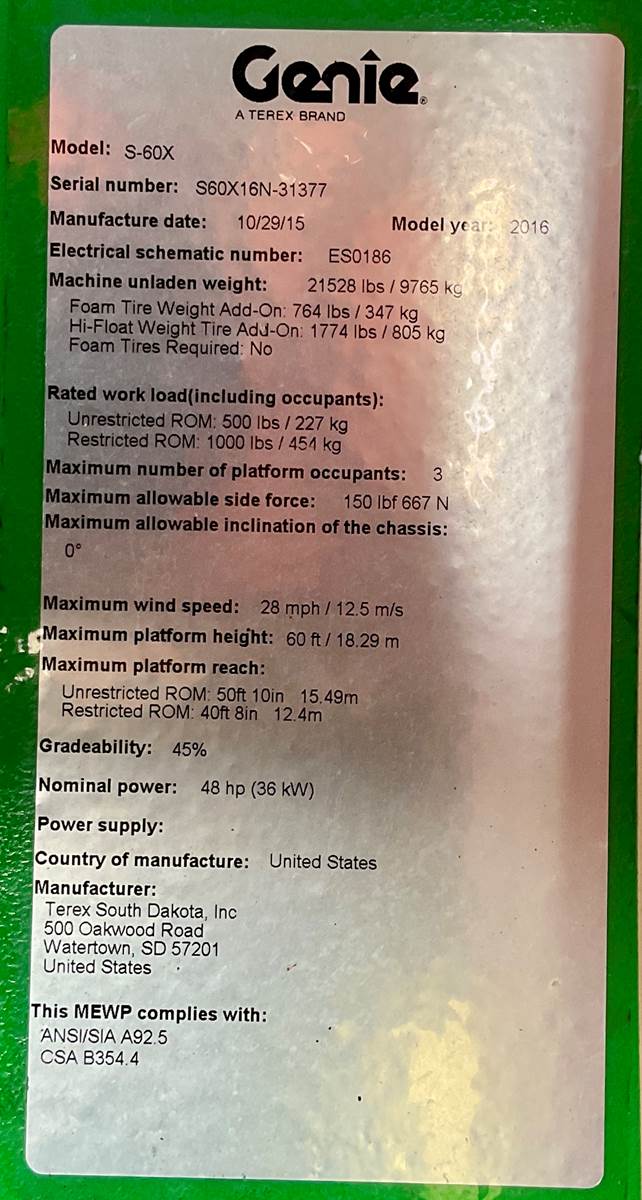 Genie®
A TEREX BRAND
Model: S-60X
Serial number: S60X16N-31377
Manufacture date: 10/29/15 Model year: 2016
Electrical schematic number: ES0186
Machine unladen weight: 21528 lbs / 9765 kg
Foam Tire Weight Add-On: 764 lbs / 347 kg
Hi-Float Weight Tire Add-On: 1774 lbs / 805 kg
Foam Tires Required: No
Rated work load(including occupants):
Unrestricted ROM: 500 lbs / 227 kg
Restricted ROM: 1000 lbs / 454 kg
Maximum number of platform occupants: 3
Maximum allowable side force: 150 lbf 667 N
Maximum allowable inclination of the chassis:
0°
Maximum wind speed: 28 mph / 12.5 m/s
Maximum platform height: 60 ft / 18.29 m
Maximum platform reach:
Unrestricted ROM: 50ft 10in 15.49m
Restricted ROM: 40ft 8in 12.4m
Gradeability: 45%
Nominal power: 48 hp (36 kW)
Power supply:
Country of manufacture: United States
Manufacturer:
Terex South Dakota, Inc
500 Oakwood Road
Watertown, SD 57201
United States
This MEWP complies with:
ANSI/SIA A92.5
CSA B354.4